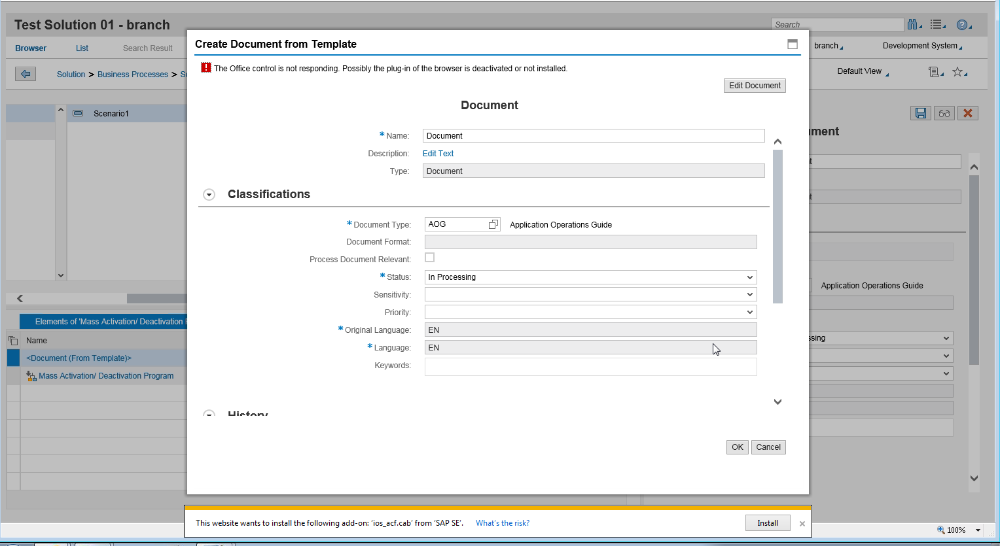 Test Solution 01 - branch
Search
Browser List Search Result
branch Development System
Solution > Business Processes > Sc
Default View
Create Document from Template
The Office control is not responding. Possibly the plug-in of the browser is deactivated or not installed.
Edit Document
Document
Scenario1
ment
* Name: Document
Description: Edit Text
Type: Document
Classifications
* Document Type: AOG Application Operations Guide
Document Format:
Process Document Relevant:
* Status: In Processing
Sensitivity:
Priority:
* Original Language: EN
* Language: EN
Keywords:
History
OK Cancel
Application Operations Guide
ssing
Elements of 'Mass Activation/ Deactivation
Name
<Document (From Template)>
Mass Activation/ Deactivation Program
This website wants to install the following add-on: 'ios_acf.cab' from 'SAP SE'. What's the risk? Install
100%